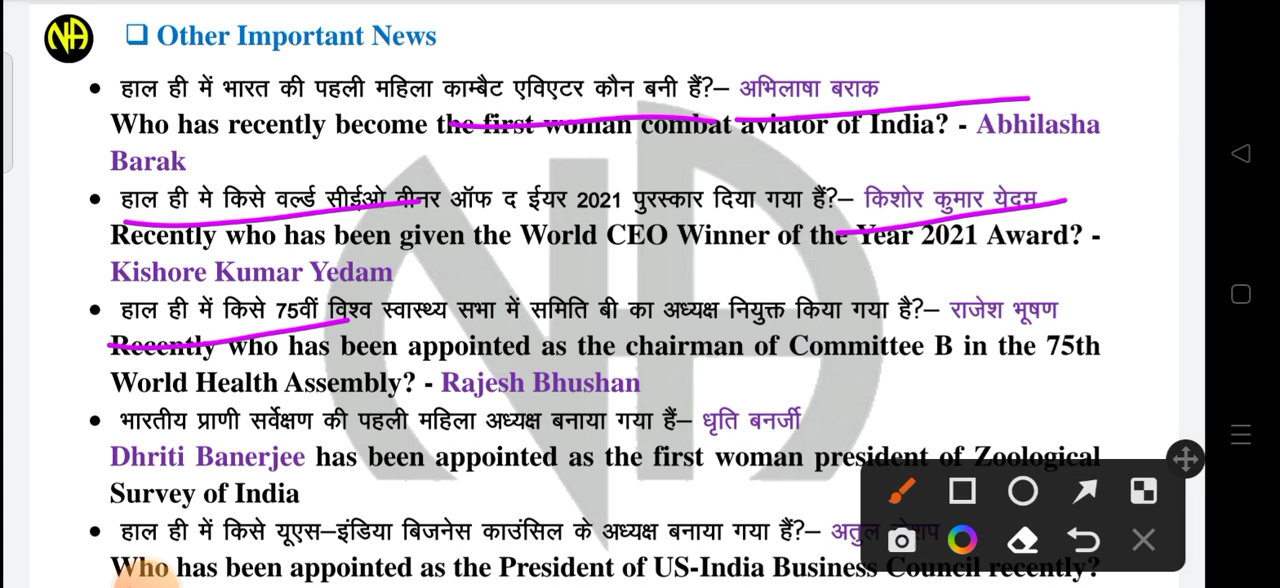 NA
❑ Other Important News
• हाल ही में भारत की पहली महिला काम्बैट एविएटर कौन बनी हैं?– अभिलाषा बराक
Who has recently become the first woman combat aviator of India? - Abhilasha
Barak
• हाल ही मे किसे वर्ल्ड सीईओ वीनर ऑफ द ईयर 2021 पुरस्कार दिया गया हैं?– किशोर कुमार येदम
Recently who has been given the World CEO Winner of the Year 2021 Award? -
Kishore Kumar Yedam
• हाल ही में किसे 75वीं विश्व स्वास्थ्य सभा में समिति बी का अध्यक्ष नियुक्त किया गया है?– राजेश भूषण
Recently who has been appointed as the chairman of Committee B in the 75th
World Health Assembly? - Rajesh Bhushan
• भारतीय प्राणी सर्वेक्षण की पहली महिला अध्यक्ष बनाया गया हैं– धृति बनर्जी
Dhriti Banerjee has been appointed as the first woman president of Zoological
Survey of India
• हाल ही में किसे यूएस–इंडिया बिजनेस काउंसिल के अध्यक्ष बनाया गया हैं?– अतुल
Who has been appointed as the President of US-India Business Council recently?